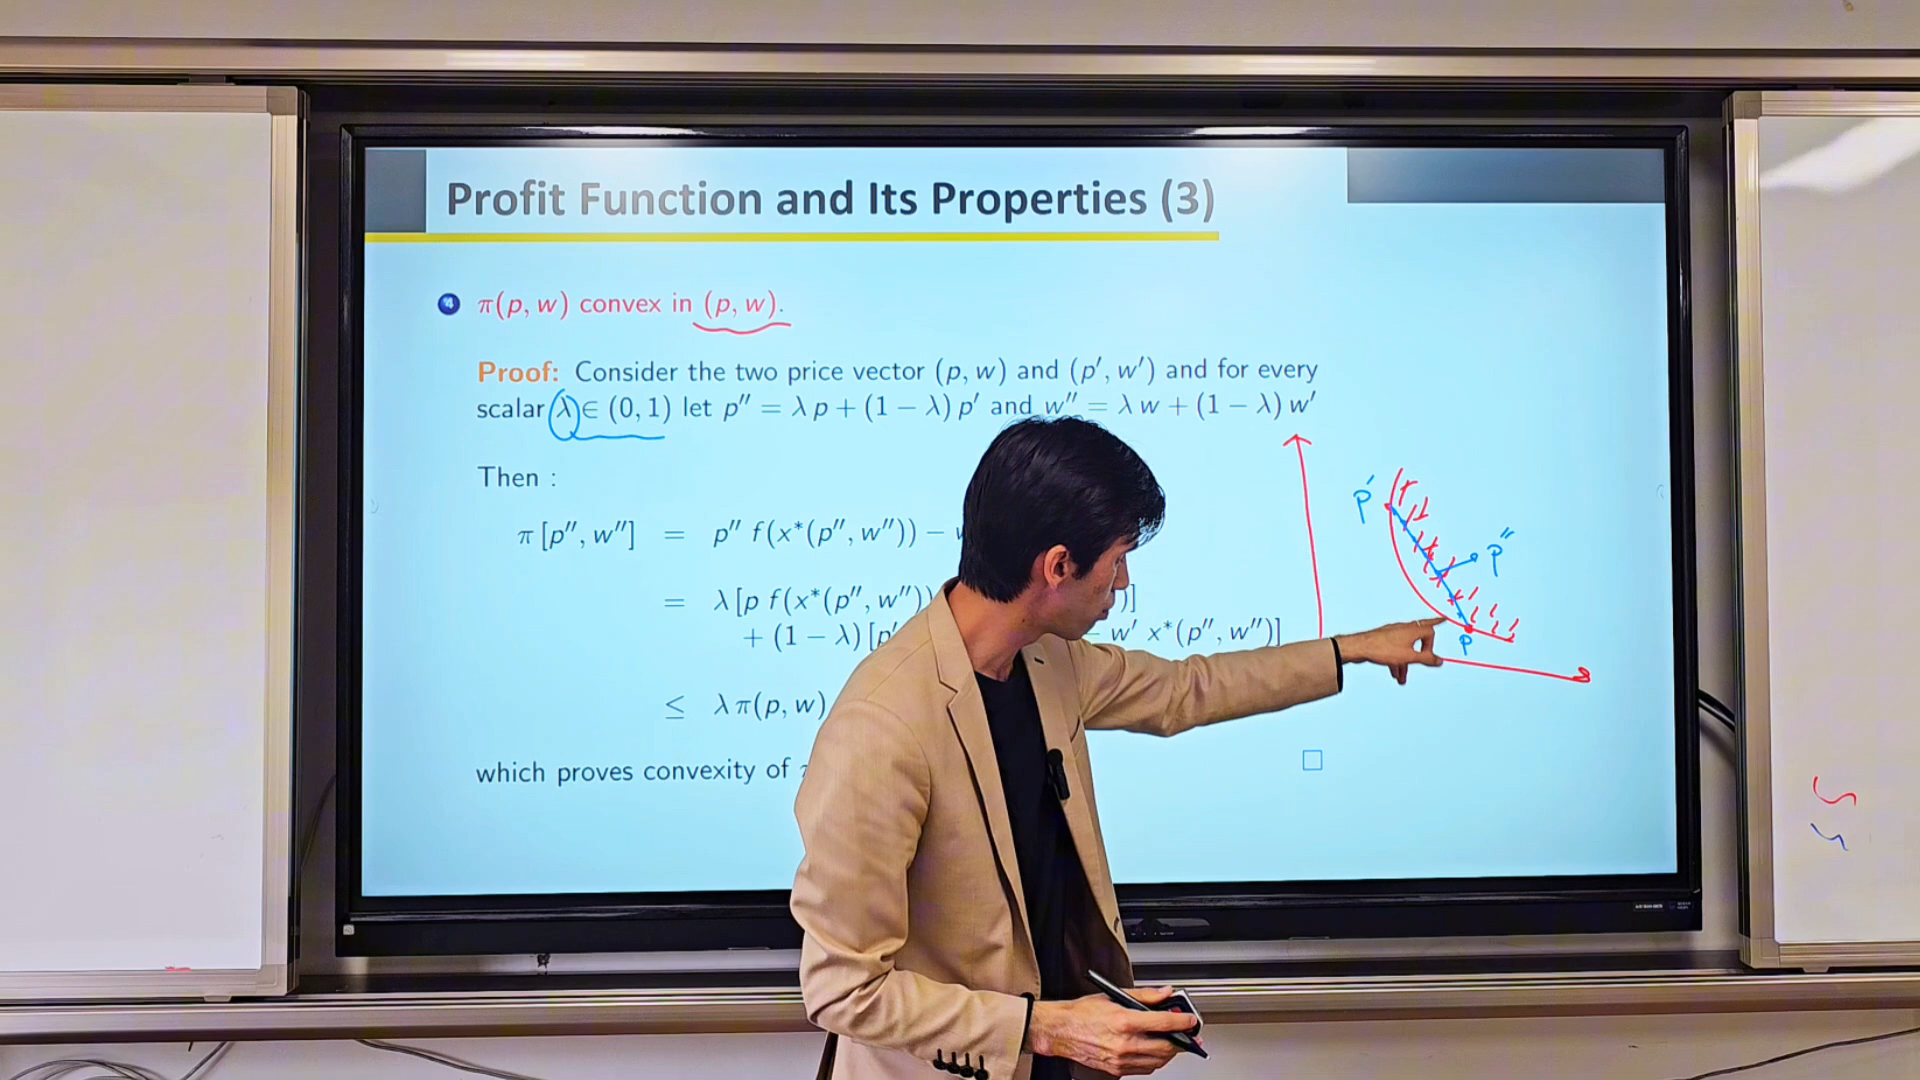 Profit Function and Its Properties (3)
4 π(p, w) convex in (p, w).
Proof: Consider the two price vector (p, w) and (p′, w′) and for every
scalar λ ∈ (0, 1) let p″ = λ p + (1 − λ) p′ and w″ = λ w + (1 − λ) w′
Then :
π [p″, w″] = p″ f(x*(p″, w″)) −
= λ [p f(x*(p″, w″)) )]
+ (1 − λ) [p′ − w′ x*(p″, w″)]
≤ λ π(p, w)
which proves convexity of
p′
p″
p